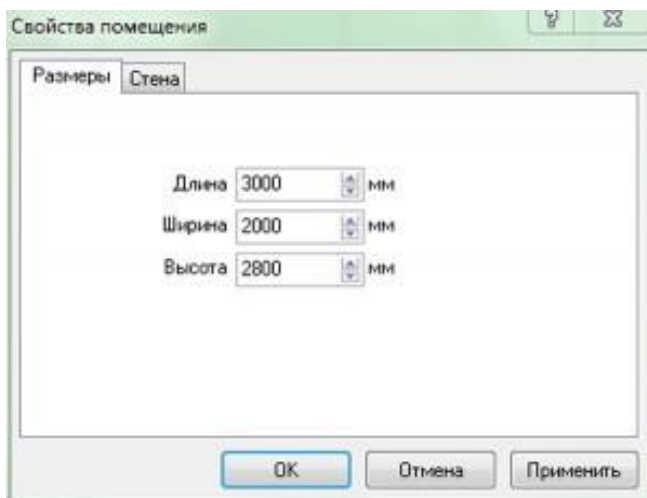 Свойства помещения
Размеры Стена
Длина 3000 мм
Ширина 2000 мм
Высота 2800 мм
OK Отмена Применить